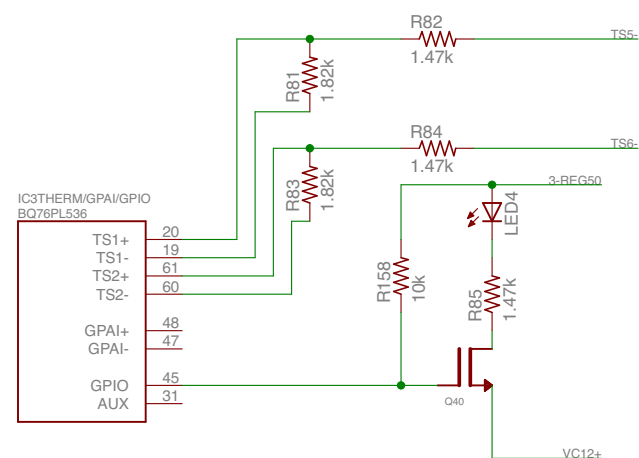 R82
TS5-
1.47k
R81
1.82k
R84
TS6-
1.47k
R83
1.82k
3-REG50
LED4
IC3THERM/GPAI/GPIO
BQ76PL536
TS1+ 20
TS1- 19
TS2+ 61
TS2- 60
R158
10k
R85
1.47k
GPAI+ 48
GPAI- 47
GPIO 45
AUX 31
Q40
VC12+